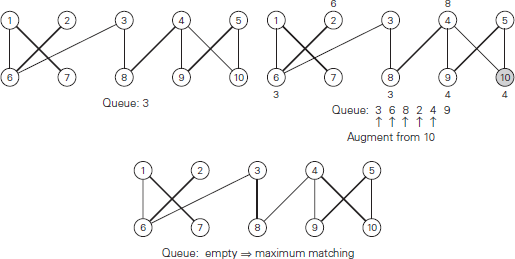 6 8
1 2 3 4 5 1 2 3 4 5
6 7 8 9 10 6 7 8 9 10
3 3 4 4
Queue: 3
Queue: 3 6 8 2 4 9
↑ ↑ ↑ ↑ ↑
Augment from 10
1 2 3 4 5
6 7 8 9 10
Queue: empty ⇒ maximum matching